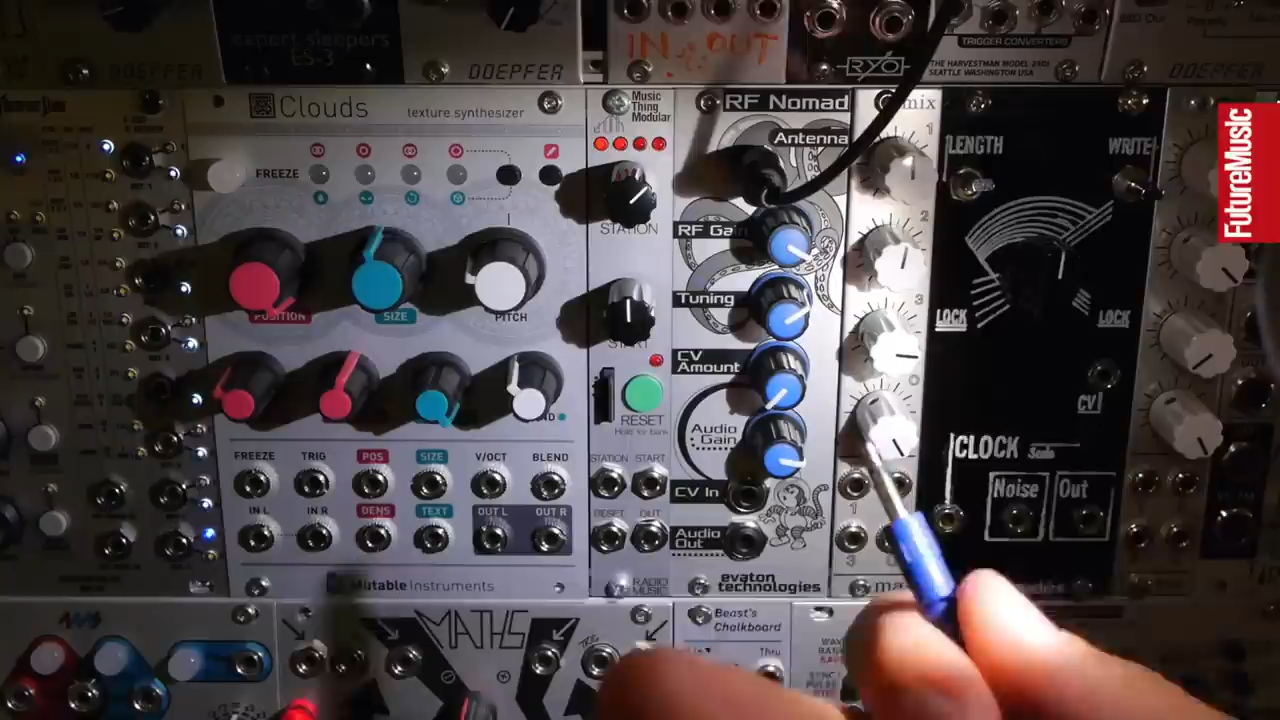 expert sleepers
ES-3
DOEPFER
DOEPFER
IN OUT
RYO
TRIGGER CONVERTERS
THE HARVESTMAN MODEL 2901
SEATTLE WASHINGTON USA
DOEPFER
FutureMusic
Clouds
texture synthesizer
FREEZE
POSITION
SIZE
PITCH
FREEZE
TRIG
POS
SIZE
V/OCT
BLEND
IN L
IN R
DENS
TEXT
OUT L
OUT R
Mutable Instruments
Music
Thing
Modular
STATION
START
RESET
Hold for bank
STATION
START
RESET
OUT
RADIO
MUSIC
RF Nomad
Antenna
RF Gain
Tuning
CV
Amount
Audio
Gain
CV In
Audio
Out
evaton
technologies
mix
1
2
3
1
3
LENGTH
WRITE
LOCK
LOCK
CV
CLOCK
Noise
Out
MATHS
Beast's
Chalkboard
Thru